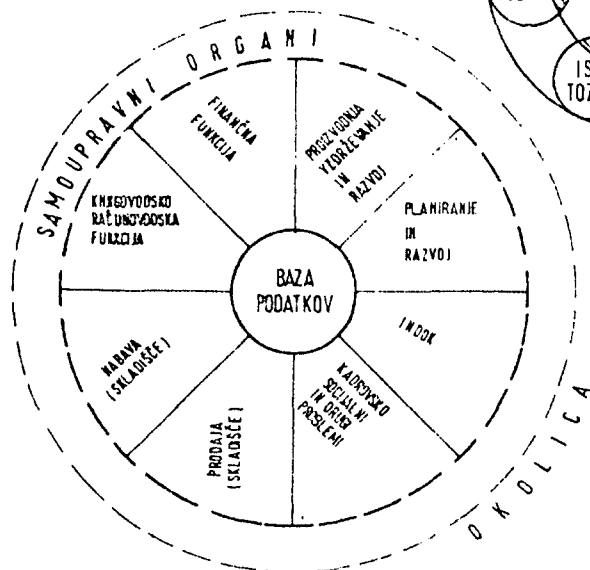 SAMOUPRAVNI ORGANI
FINANČNA
FUNKCIJA
PROIZVODNJA
VZDRŽEVANJE
IN
RAZVOJ
PLANIRANJE
IN
RAZVOJ
INDOK
KADROVSKO
SOCIALNI
IN DRUGI
PROBLEMI
PRODAJA
(SKLADIŠČE)
NABAVA
(SKLADIŠČE)
KNJIGOVODSKO
RAČUNOVODSKA
FUNKCIJA
BAZA
PODATKOV
OKOLICA
IS
TOZ